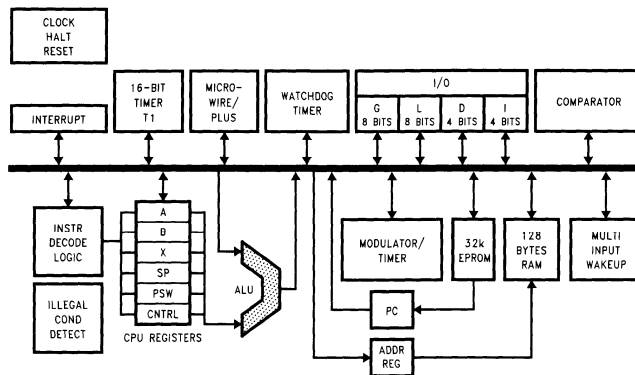 CLOCK
HALT
RESET
INTERRUPT
16-BIT
TIMER
T1
MICRO-
WIRE/
PLUS
WATCHDOG
TIMER
I/O
G
8 BITS
L
8 BITS
D
4 BITS
I
4 BITS
COMPARATOR
INSTR
DECODE
LOGIC
ILLEGAL
COND
DETECT
A
B
X
SP
PSW
CNTRL
CPU REGISTERS
ALU
MODULATOR/
TIMER
32k
EPROM
128
BYTES
RAM
MULTI
INPUT
WAKEUP
PC
ADDR
REG